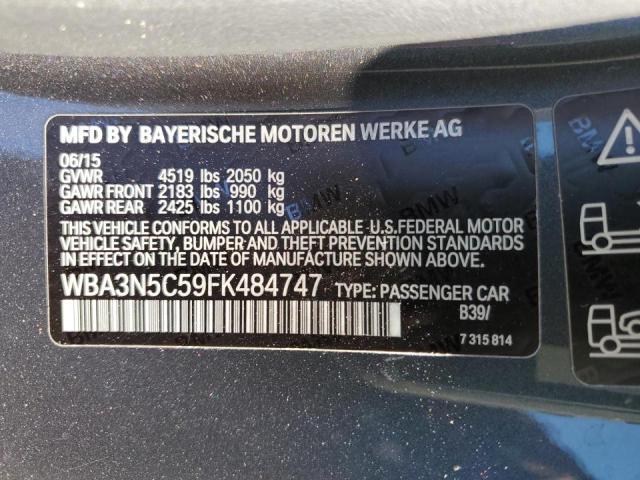 MFD BY BAYERISCHE MOTOREN WERKE AG
06/15
GVWR 4519 lbs 2050 kg
GAWR FRONT 2183 lbs 990 kg
GAWR REAR 2425 lbs 1100 kg
THIS VEHICLE CONFORMS TO ALL APPLICABLE U.S.FEDERAL MOTOR
VEHICLE SAFETY, BUMPER AND THEFT PREVENTION STANDARDS
IN EFFECT ON THE DATE OF MANUFACTURE SHOWN ABOVE.
WBA3N5C59FK484747 TYPE: PASSENGER CAR
B39/
7 315 814